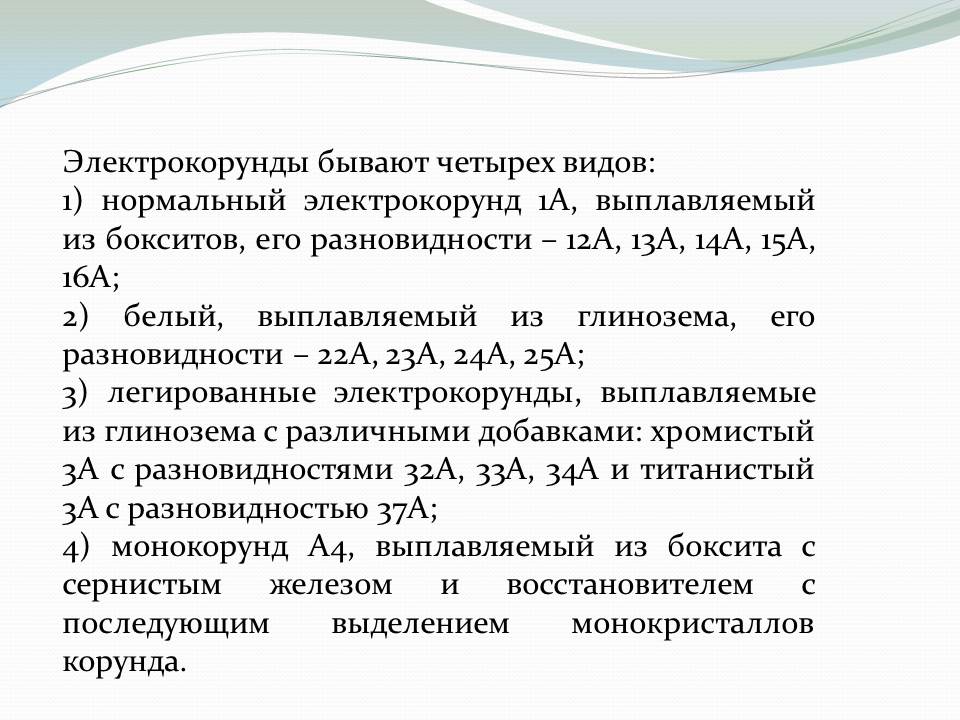 Электрокорунды бывают четырех видов:
1) нормальный электрокорунд 1А, выплавляемый
из бокситов, его разновидности – 12А, 13А, 14А, 15А,
16А;
2) белый, выплавляемый из глинозема, его
разновидности – 22А, 23А, 24А, 25А;
3) легированные электрокорунды, выплавляемые
из глинозема с различными добавками: хромистый
3А с разновидностями 32А, 33А, 34А и титанистый
3А с разновидностью 37А;
4) монокорунд А4, выплавляемый из боксита с
сернистым железом и восстановителем с
последующим выделением монокристаллов
корунда.